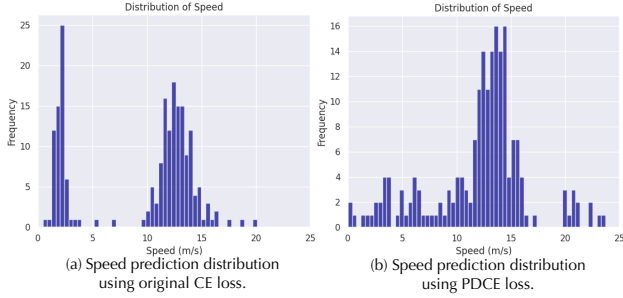 Distribution of Speed
25
20
15
10
5
0
Frequency
0 5 10 15 20 25
Speed (m/s)
(a) Speed prediction distribution
using original CE loss.
Distribution of Speed
16
14
12
10
8
6
4
2
0
Frequency
0 5 10 15 20 25
Speed (m/s)
(b) Speed prediction distribution
using PDCE loss.